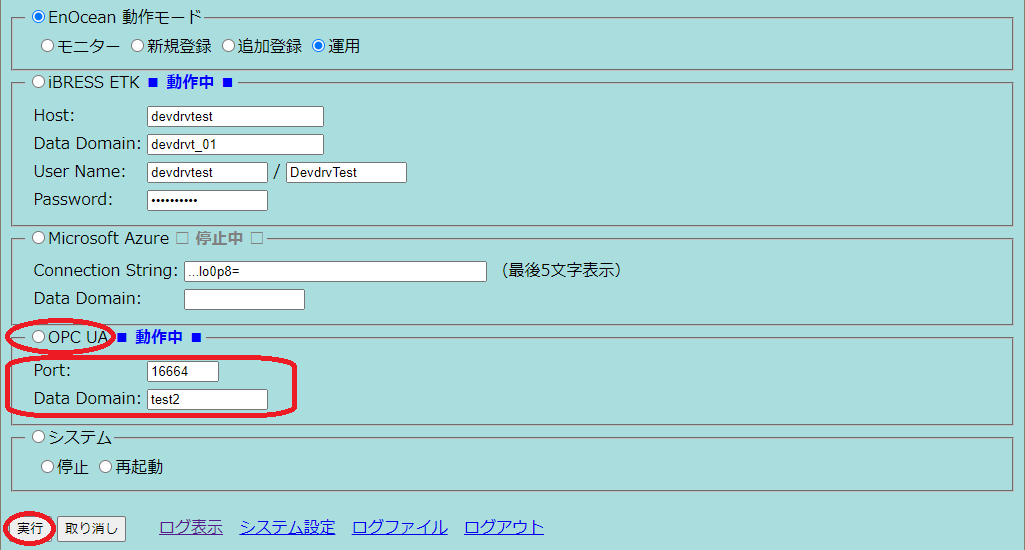 EnOcean 動作モード
モニター 新規登録 追加登録 運用
iBRESS ETK ■ 動作中 ■
Host: devdrvtest
Data Domain: devdrvt_01
User Name: devdrvtest / DevdrvTest
Password: ••••••••••
Microsoft Azure □ 停止中 □
Connection String: ...Io0p8= （最後5文字表示）
Data Domain:
OPC UA ■ 動作中 ■
Port: 16664
Data Domain: test2
システム
停止 再起動
実行 取り消し ログ表示 システム設定 ログファイル ログアウト